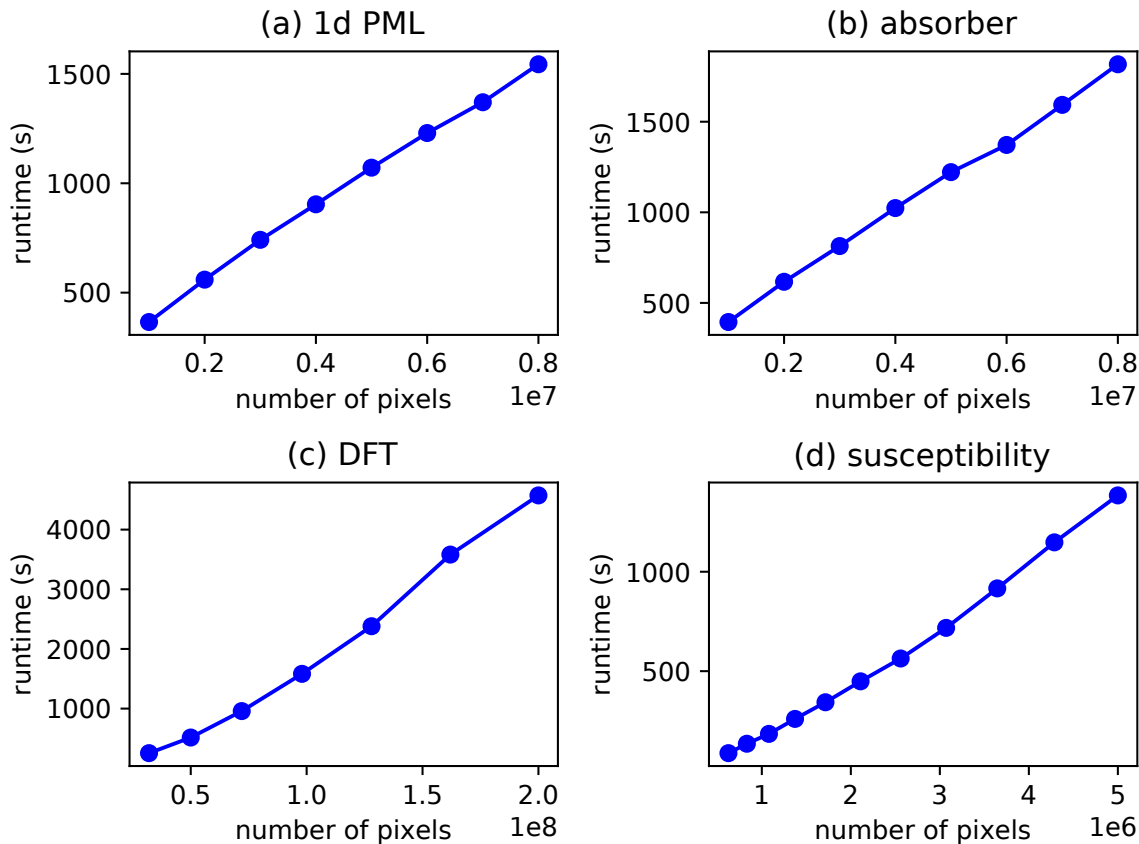 (a) 1d PML
runtime (s)
1500
1000
500
0.2 0.4 0.6 0.8
1e7
number of pixels
(b) absorber
runtime (s)
1500
1000
500
0.2 0.4 0.6 0.8
1e7
number of pixels
(c) DFT
runtime (s)
4000
3000
2000
1000
0.5 1.0 1.5 2.0
1e8
number of pixels
(d) susceptibility
runtime (s)
1000
500
1 2 3 4 5
1e6
number of pixels